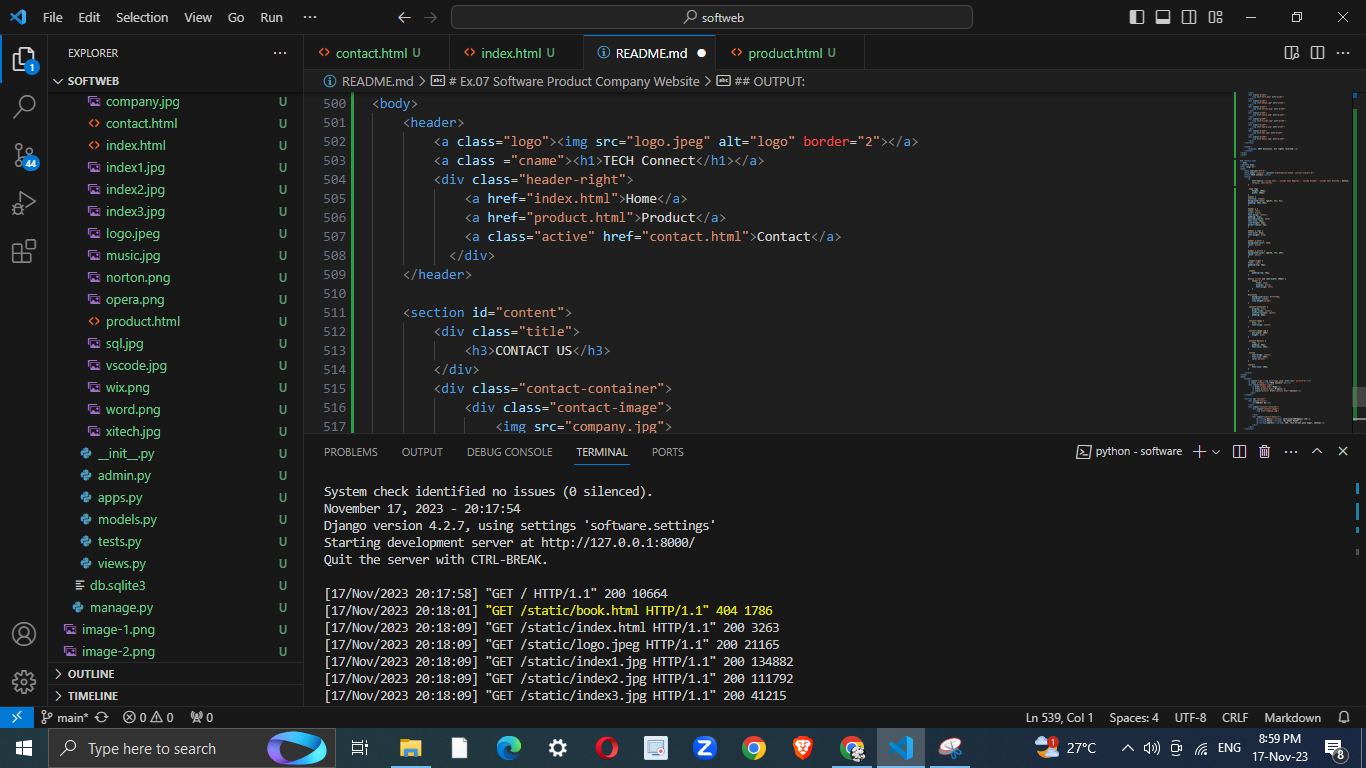 File Edit Selection View Go Run ···
softweb
EXPLORER
SOFTWEB
company.jpg U
contact.html U
index.html U
index1.jpg U
index2.jpg U
index3.jpg U
logo.jpeg U
music.jpg U
norton.png U
opera.png U
product.html U
sql.jpg U
vscode.jpg U
wix.png U
word.png U
xitech.jpg U
__init__.py U
admin.py U
apps.py U
models.py U
tests.py U
views.py U
db.sqlite3 U
manage.py U
image-1.png U
image-2.png U
OUTLINE
TIMELINE
1
44
contact.html U index.html U README.md product.html U
README.md > # Ex.07 Software Product Company Website > ## OUTPUT:
500 <body>
501 <header>
502 <a class="logo"><img src="logo.jpeg" alt="logo" border="2"></a>
503 <a class ="cname"><h1>TECH Connect</h1></a>
504 <div class="header-right">
505 <a href="index.html">Home</a>
506 <a href="product.html">Product</a>
507 <a class="active" href="contact.html">Contact</a>
508 </div>
509 </header>
510
511 <section id="content">
512 <div class="title">
513 <h3>CONTACT US</h3>
514 </div>
515 <div class="contact-container">
516 <div class="contact-image">
517 <img src="company.jpg">
PROBLEMS OUTPUT DEBUG CONSOLE TERMINAL PORTS
python - software
System check identified no issues (0 silenced).
November 17, 2023 - 20:17:54
Django version 4.2.7, using settings 'software.settings'
Starting development server at http://127.0.0.1:8000/
Quit the server with CTRL-BREAK.
[17/Nov/2023 20:17:58] "GET / HTTP/1.1" 200 10664
[17/Nov/2023 20:18:01] "GET /static/book.html HTTP/1.1" 404 1786
[17/Nov/2023 20:18:09] "GET /static/index.html HTTP/1.1" 200 3263
[17/Nov/2023 20:18:09] "GET /static/logo.jpeg HTTP/1.1" 200 21165
[17/Nov/2023 20:18:09] "GET /static/index1.jpg HTTP/1.1" 200 134882
[17/Nov/2023 20:18:09] "GET /static/index2.jpg HTTP/1.1" 200 111792
[17/Nov/2023 20:18:09] "GET /static/index3.jpg HTTP/1.1" 200 41215
main* 0 0 0
Ln 539, Col 1 Spaces: 4 UTF-8 CRLF Markdown
Type here to search
1 27°C ENG 8:59 PM
17-Nov-23
8